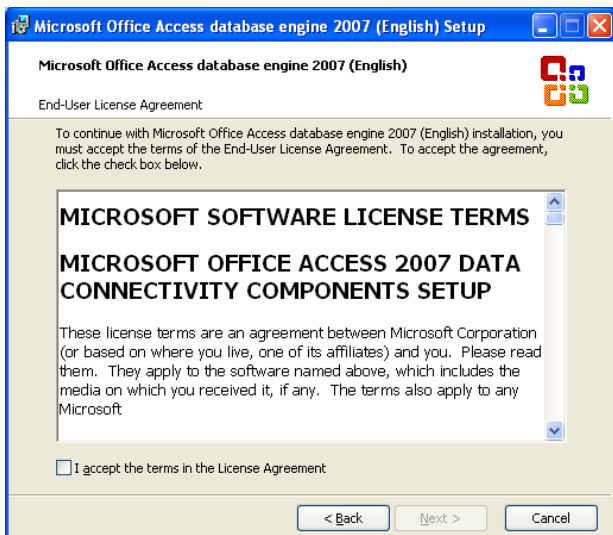 Microsoft Office Access database engine 2007 (English) Setup
Microsoft Office Access database engine 2007 (English)
End-User License Agreement
To continue with Microsoft Office Access database engine 2007 (English) installation, you
must accept the terms of the End-User License Agreement.  To accept the agreement,
click the check box below.
MICROSOFT SOFTWARE LICENSE TERMS
MICROSOFT OFFICE ACCESS 2007 DATA
CONNECTIVITY COMPONENTS SETUP
These license terms are an agreement between Microsoft Corporation
(or based on where you live, one of its affiliates) and you.  Please read
them.  They apply to the software named above, which includes the
media on which you received it, if any.  The terms also apply to any
Microsoft
I accept the terms in the License Agreement
< Back Next > Cancel